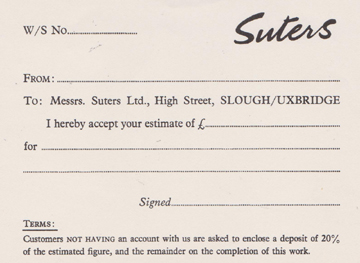 W/S No.
Suters
FROM:
To: Messrs. Suters Ltd., High Street, SLOUGH/UXBRIDGE
I hereby accept your estimate of £
for
Signed
TERMS:
Customers NOT HAVING an account with us are asked to enclose a deposit of 20%
of the estimated figure, and the remainder on the completion of this work.